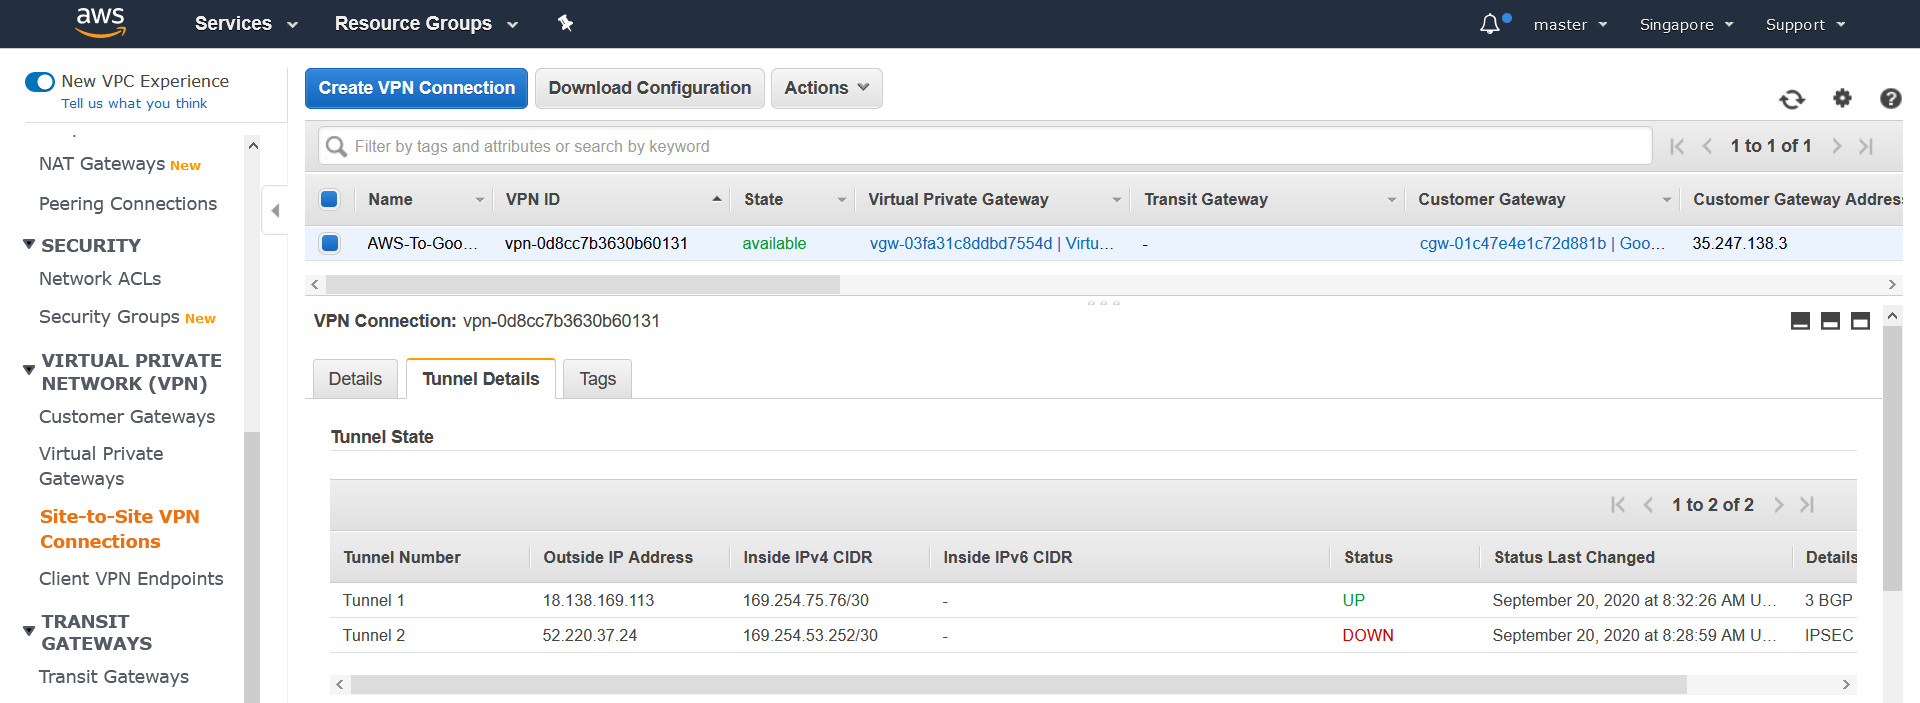 aws Services Resource Groups master Singapore Support
New VPC Experience
Tell us what you think
NAT Gateways New
Peering Connections
SECURITY
Network ACLs
Security Groups New
VIRTUAL PRIVATE
NETWORK (VPN)
Customer Gateways
Virtual Private
Gateways
Site-to-Site VPN
Connections
Client VPN Endpoints
TRANSIT
GATEWAYS
Transit Gateways
Create VPN Connection Download Configuration Actions
Filter by tags and attributes or search by keyword 1 to 1 of 1
Name VPN ID State Virtual Private Gateway Transit Gateway Customer Gateway Customer Gateway Addres
AWS-To-Goo... vpn-0d8cc7b3630b60131 available vgw-03fa31c8ddbd7554d | Virtu... - cgw-01c47e4e1c72d881b | Goo... 35.247.138.3
VPN Connection: vpn-0d8cc7b3630b60131
Details Tunnel Details Tags
Tunnel State
1 to 2 of 2
Tunnel Number Outside IP Address Inside IPv4 CIDR Inside IPv6 CIDR Status Status Last Changed Details
Tunnel 1 18.138.169.113 169.254.75.76/30 - UP September 20, 2020 at 8:32:26 AM U... 3 BGP
Tunnel 2 52.220.37.24 169.254.53.252/30 - DOWN September 20, 2020 at 8:28:59 AM U... IPSEC